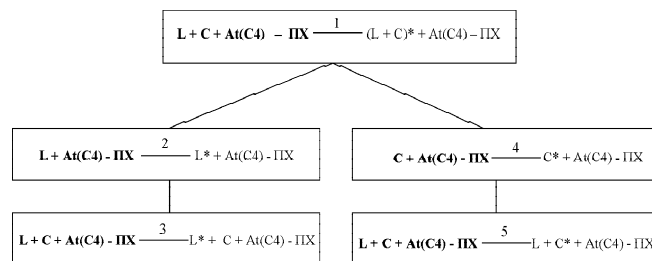 1
L + C + At(C4) – ПХ (L + C)* + At(C4) – ПХ
2
L + At(C4) - ПХ L* + At(C4) - ПХ
4
C + At(C4) - ПХ C* + At(C4) - ПХ
3
L + C + At(C4) - ПХ L* + C + At(C4) - ПХ
5
L + C + At(C4) - ПХ L + C* + At(C4) - ПХ